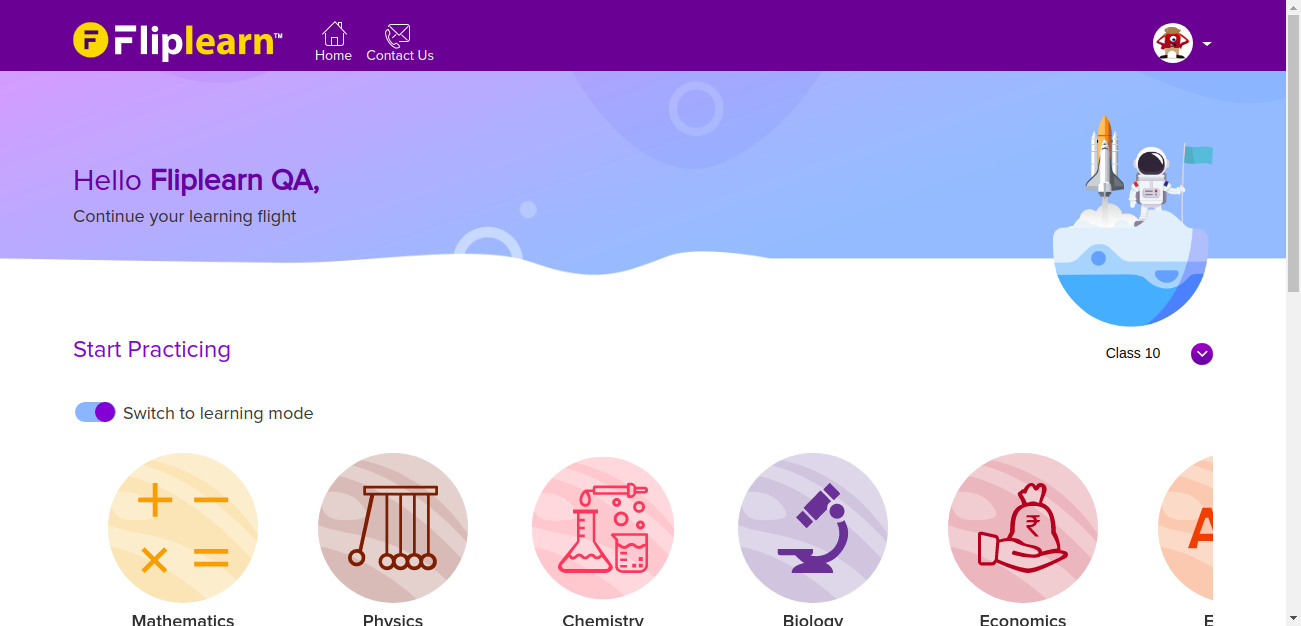 Fliplearn™
Home
Contact Us
Hello Fliplearn QA,
Continue your learning flight
Start Practicing
Class 10
Switch to learning mode
Mathematics
Physics
Chemistry
Biology
Economics